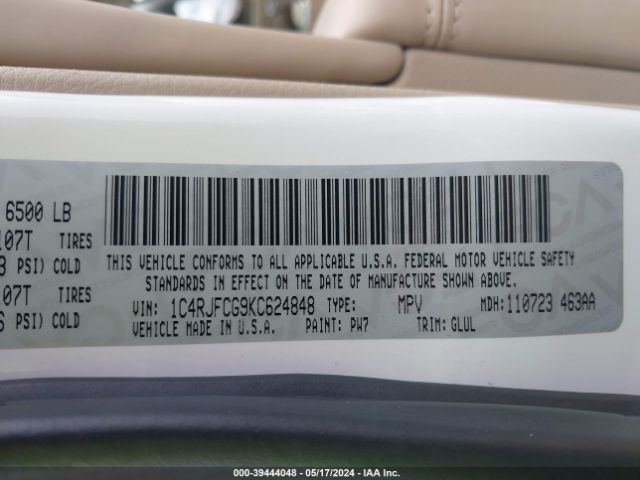 6500 LB
107T TIRES
PSI) COLD
07T TIRES
PSI) COLD
THIS VEHICLE CONFORMS TO ALL APPLICABLE U.S.A. FEDERAL MOTOR VEHICLE SAFETY
STANDARDS IN EFFECT ON THE DATE OF MANUFACTURE SHOWN ABOVE.
VIN: 1C4RJFCG9KC624848 TYPE: MPV MDH: 110723 463AA
VEHICLE MADE IN U.S.A. PAINT: PW7 TRIM: GLUL
000-39444048 - 05/17/2024 - IAA Inc.